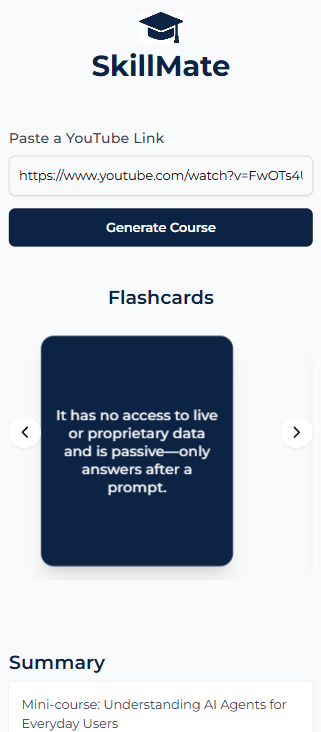 SkillMate
Paste a YouTube Link
https://www.youtube.com/watch?v=FwOTs4
Generate Course
Flashcards
It has no access to live
or proprietary data
and is passive—only
answers after a
prompt.
Summary
Mini-course: Understanding AI Agents for
Everyday Users